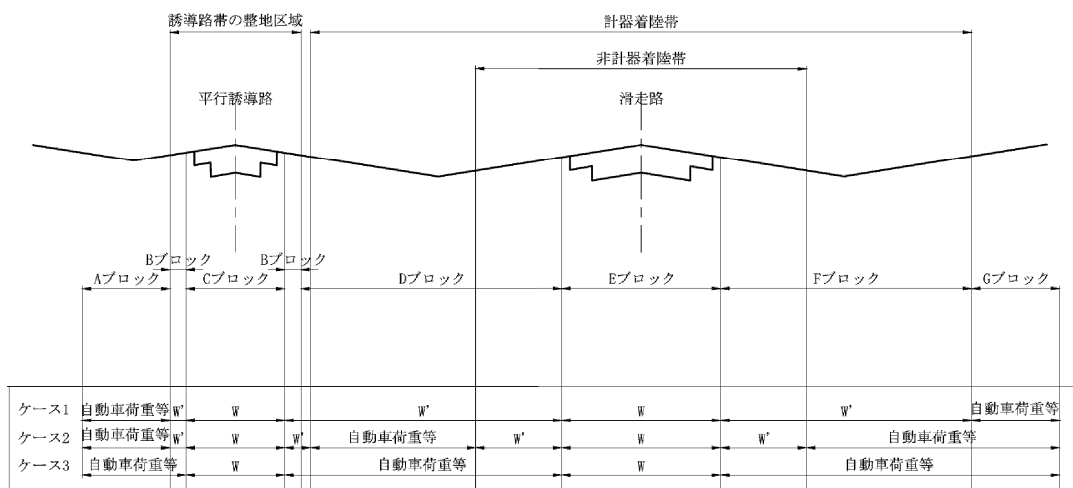 誘導路帯の整地区域
計器着陸帯
非計器着陸帯
平行誘導路
滑走路
Bブロック Bブロック
Aブロック Cブロック Dブロック Eブロック Fブロック Gブロック
ケース1 自動車荷重等 W' W W' W W' 自動車荷重等
ケース2 自動車荷重等 W' W W' 自動車荷重等 W' W W' 自動車荷重等
ケース3 自動車荷重等 W 自動車荷重等 W 自動車荷重等